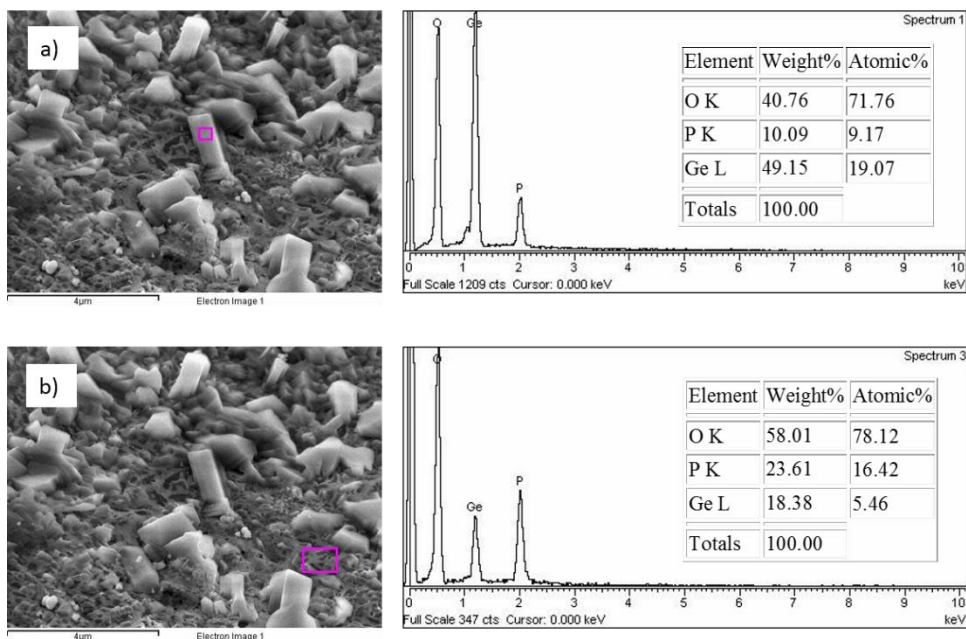 a)
4µm
Electron Image 1
Spectrum 1
O
Ge
P
Element Weight% Atomic%
O K 40.76 71.76
P K 10.09 9.17
Ge L 49.15 19.07
Totals 100.00
0 1 2 3 4 5 6 7 8 9 10
Full Scale 1209 cts Cursor: 0.000 keV
keV
b)
4µm
Electron Image 1
Spectrum 3
O
Ge
P
Element Weight% Atomic%
O K 58.01 78.12
P K 23.61 16.42
Ge L 18.38 5.46
Totals 100.00
0 1 2 3 4 5 6 7 8 9 10
Full Scale 347 cts Cursor: 0.000 keV
keV